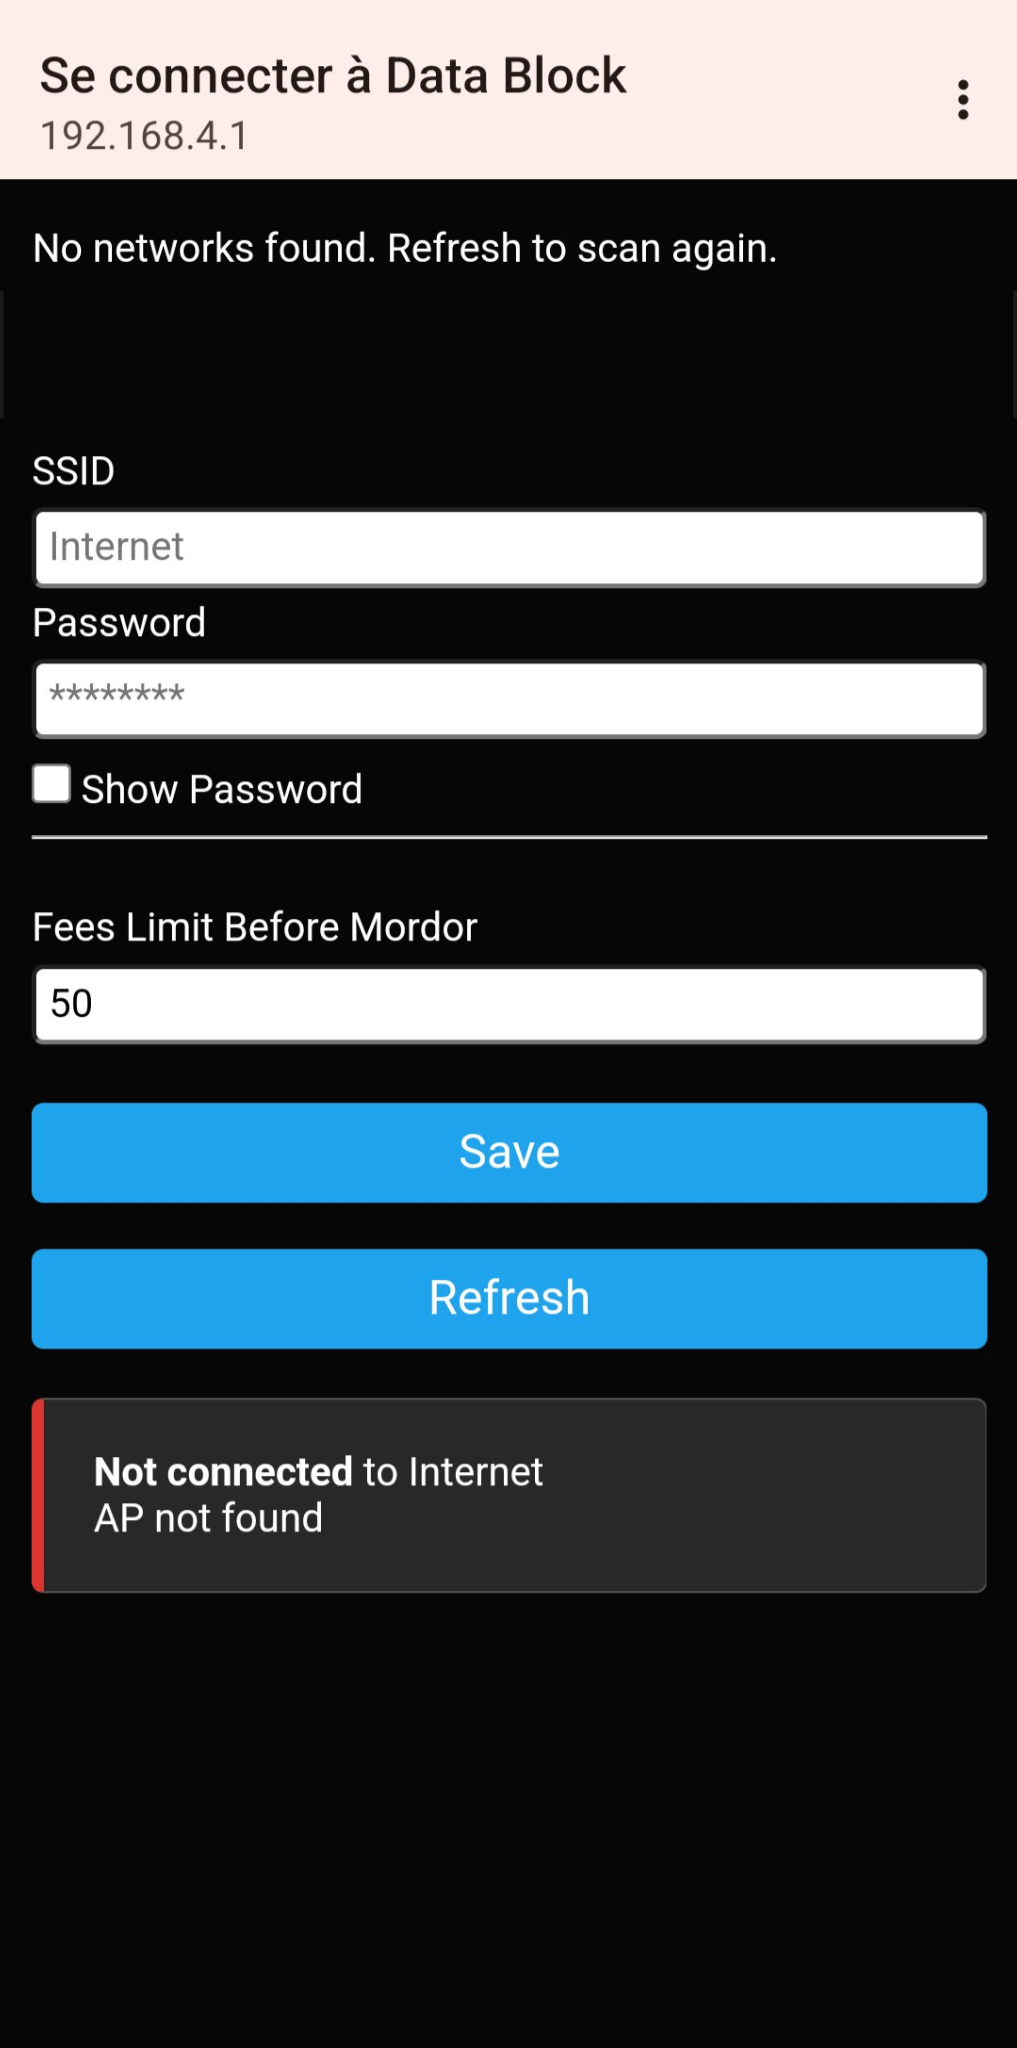 Se connecter à Data Block
192.168.4.1
No networks found. Refresh to scan again.
SSID
Internet
Password
********
Show Password
Fees Limit Before Mordor
50
Save
Refresh
Not connected to Internet
AP not found